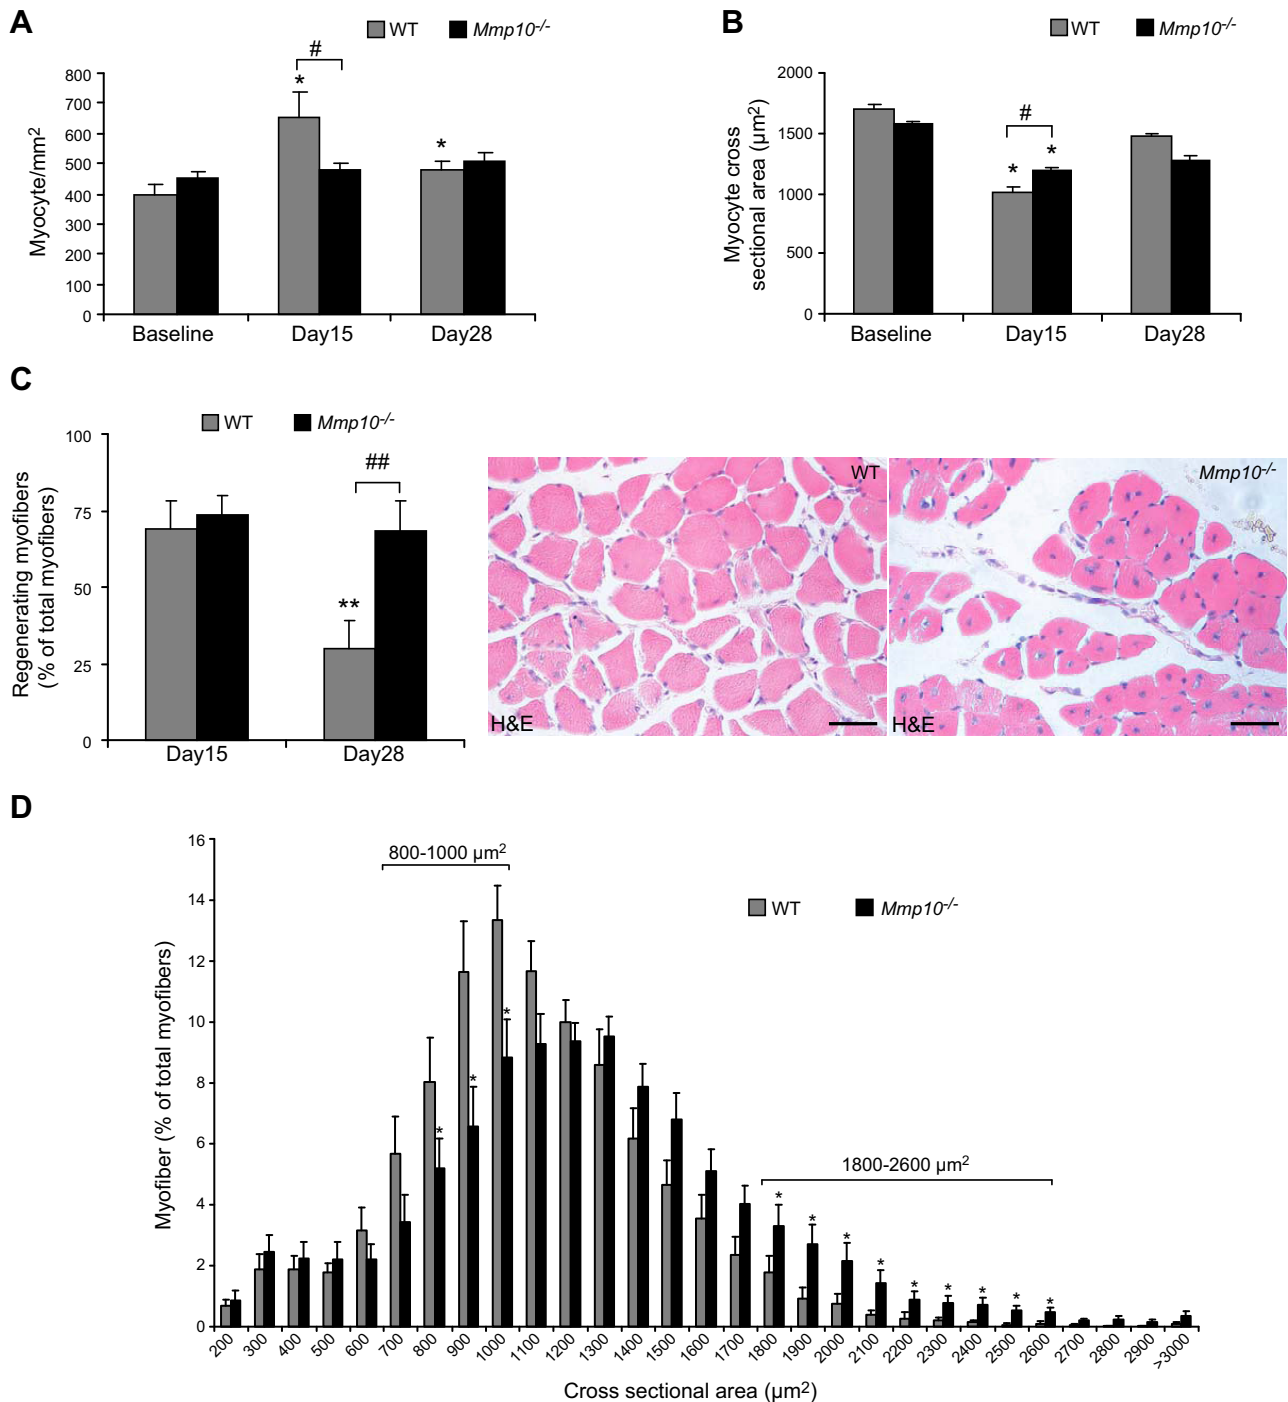 A
WT
Mmp10-/-
#
*
*
800
700
600
500
400
300
200
100
0
Myocyte/mm2
Baseline
Day15
Day28
B
WT
Mmp10-/-
#
*
*
2000
1500
1000
500
0
Myocyte cross
sectional area (µm2)
Baseline
Day15
Day28
C
WT
Mmp10-/-
##
**
100
75
50
25
0
Regenerating myofibers
(% of total myofibers)
Day15
Day28
WT
H&E
Mmp10-/-
H&E
D
800-1000 µm2
WT
Mmp10-/-
1800-2600 µm2
* * * * * * * * * * * *
16
14
12
10
8
6
4
2
0
Myofiber (% of total myofibers)
200 300 400 500 600 700 800 900 1000 1100 1200 1300 1400 1500 1600 1700 1800 1900 2000 2100 2200 2300 2400 2500 2600 2700 2800 2900 >3000
Cross sectional area (µm2)